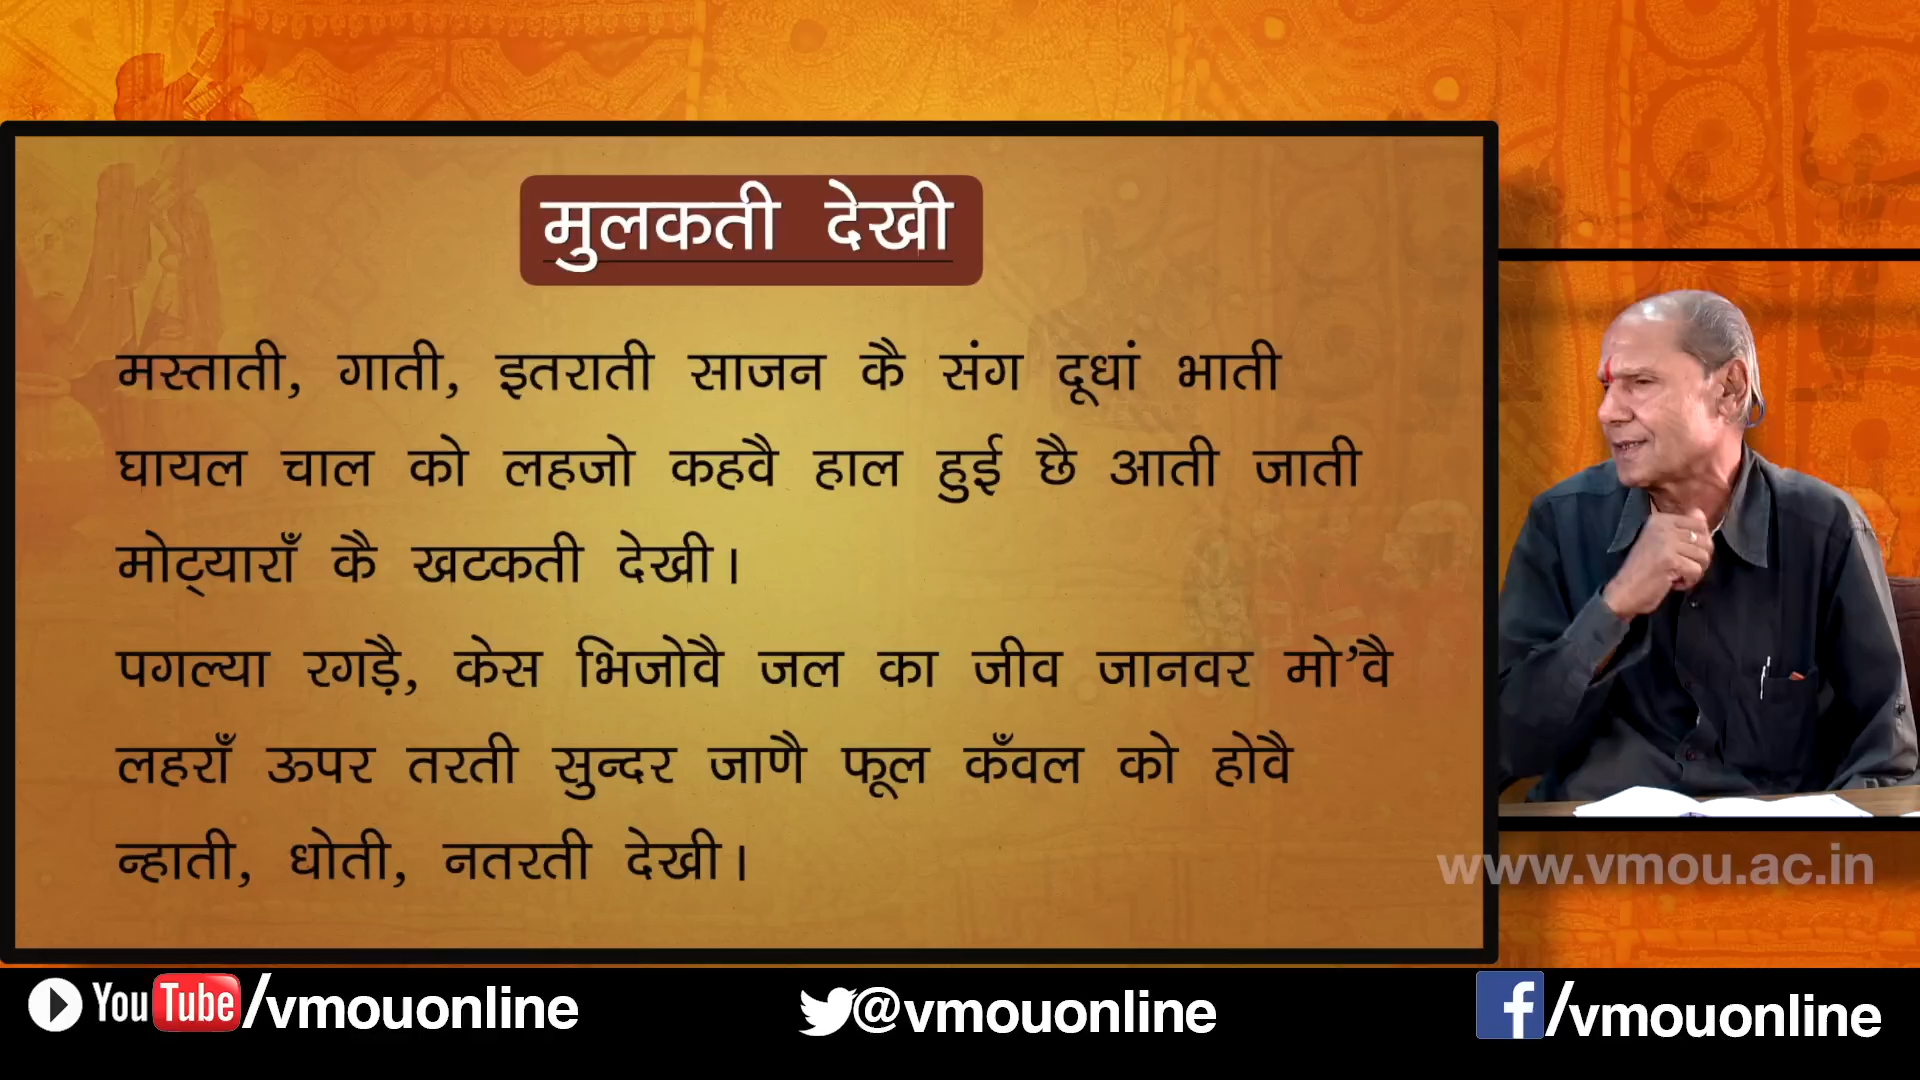 मुलकती देखी
मस्ताती, गाती, इतराती साजन कै संग दूधां भाती
घायल चाल को लहजो कहवै हाल हुई छै आती जाती
मोट्याराँ कै खटकती देखी।
पगल्या रगड़ै, केस भिजोवै जल का जीव जानवर मो’वै
लहराँ ऊपर तरती सुन्दर जाणै फूल कँवल को होवै
न्हाती, धोती, नतरती देखी।
www.vmou.ac.in
YouTube/vmouonline
@vmouonline
f/vmouonline